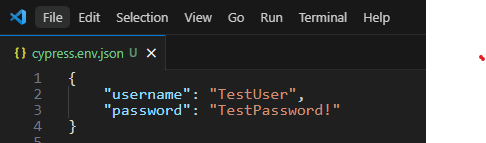 File Edit Selection View Go Run Terminal Help
{ } cypress.env.json U ×
1 {
2     "username": "TestUser",
3     "password": "TestPassword!"
4 }
5